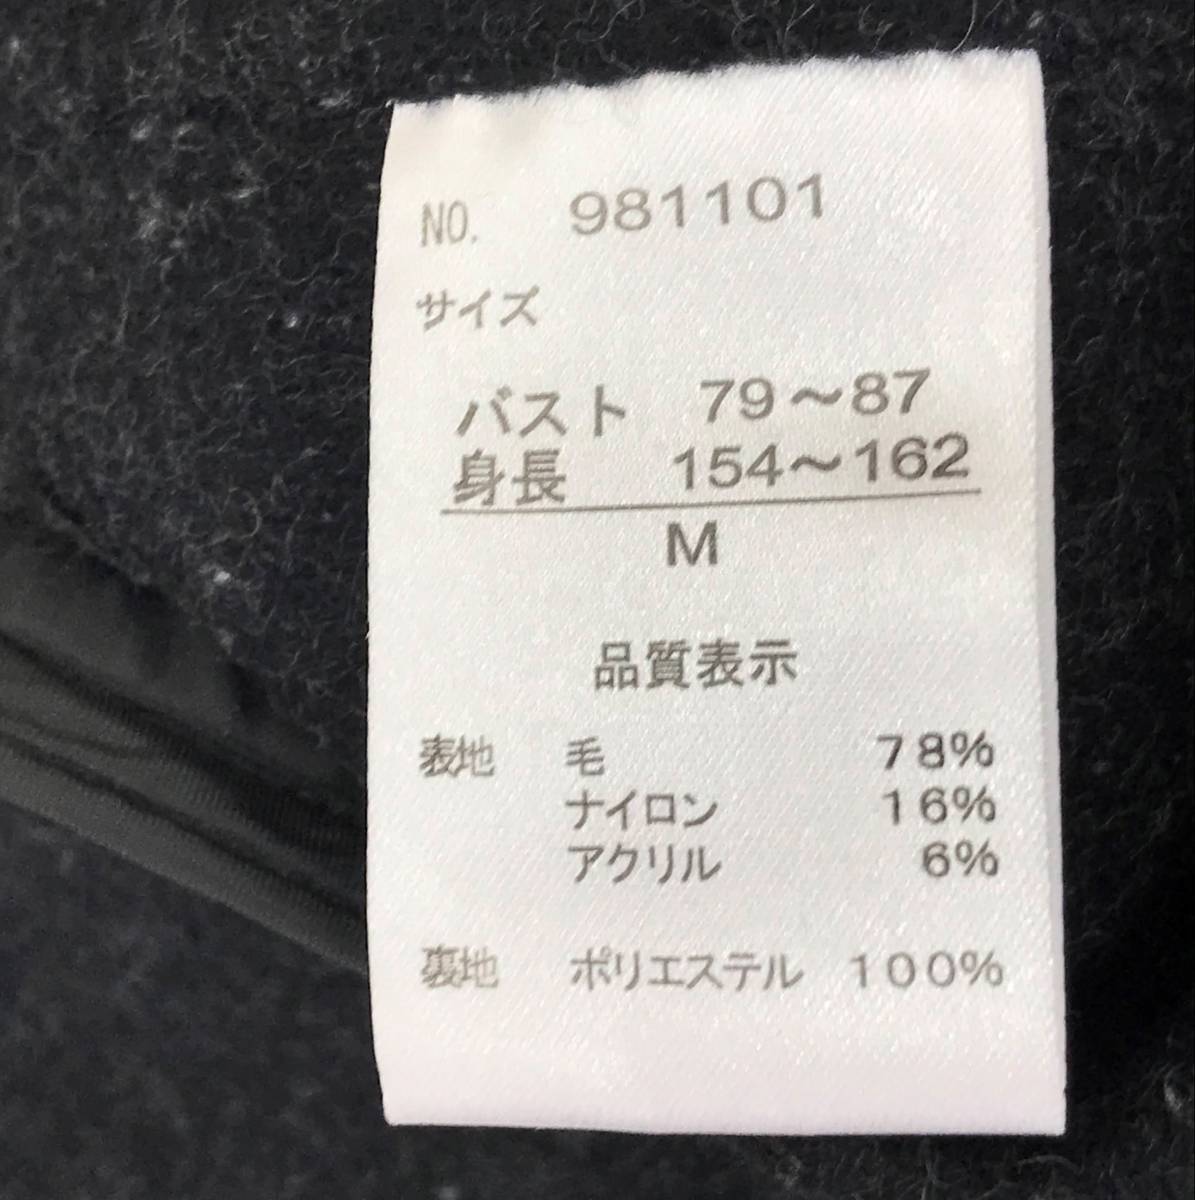 NO. 981101
サイズ
バスト 79～87
身長 154～162
M
品質表示
表地 毛 78%
ナイロン 16%
アクリル 6%
裏地 ポリエステル 100%